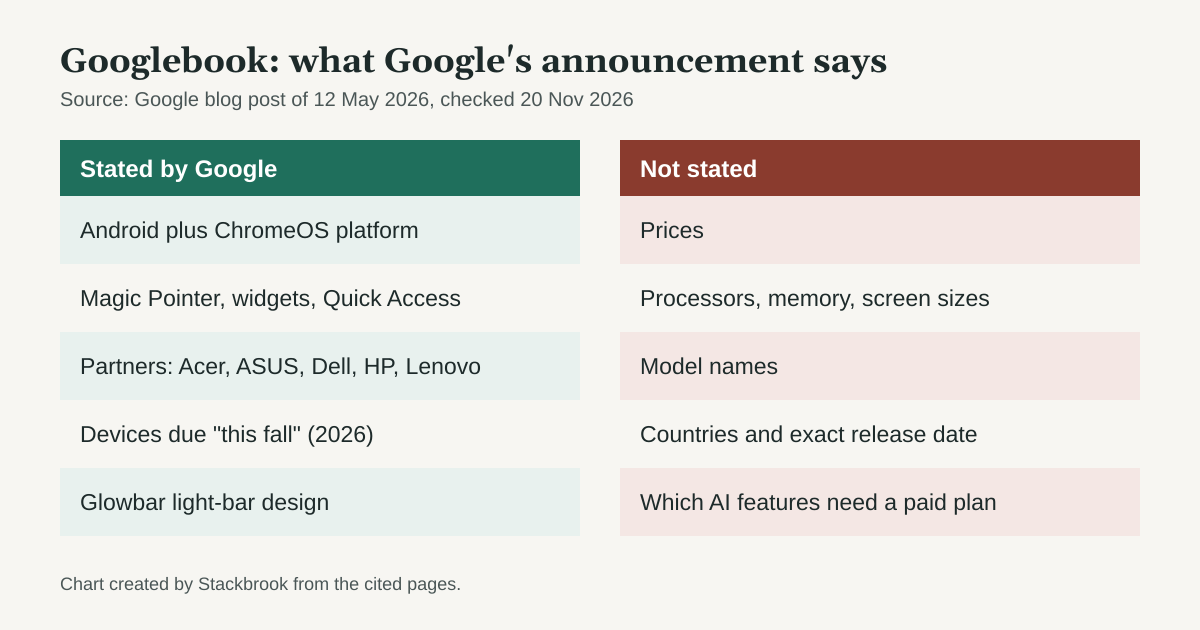 Googlebook: what Google's announcement says
Source: Google blog post of 12 May 2026, checked 20 Nov 2026
Stated by Google
Android plus ChromeOS platform
Magic Pointer, widgets, Quick Access
Partners: Acer, ASUS, Dell, HP, Lenovo
Devices due "this fall" (2026)
Glowbar light-bar design
Not stated
Prices
Processors, memory, screen sizes
Model names
Countries and exact release date
Which AI features need a paid plan
Chart created by Stackbrook from the cited pages.